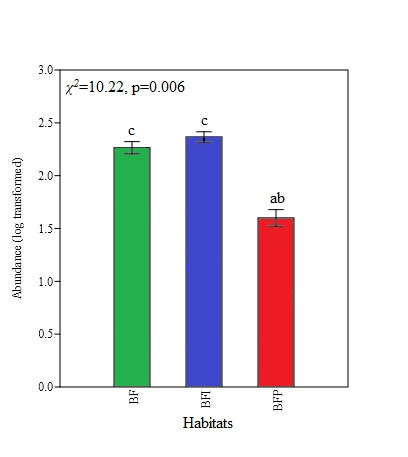 χ²=10.22, p=0.006
3.0
2.5
2.0
1.5
1.0
0.5
0.0
Abundance (log transformed)
c
c
ab
BF
BFI
BFP
Habitats